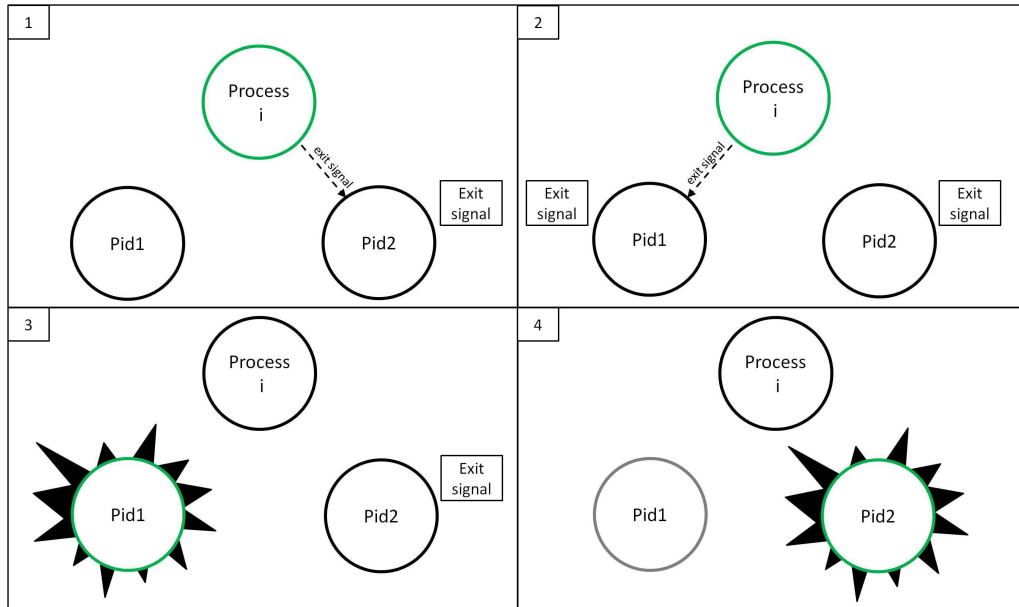 1
Process
i
exit signal
Pid1
Pid2
Exit
signal
2
Process
i
exit signal
Exit
signal
Pid1
Exit
signal
Pid2
3
Process
i
Pid1
Pid2
Exit
signal
4
Process
i
Pid1
Pid2